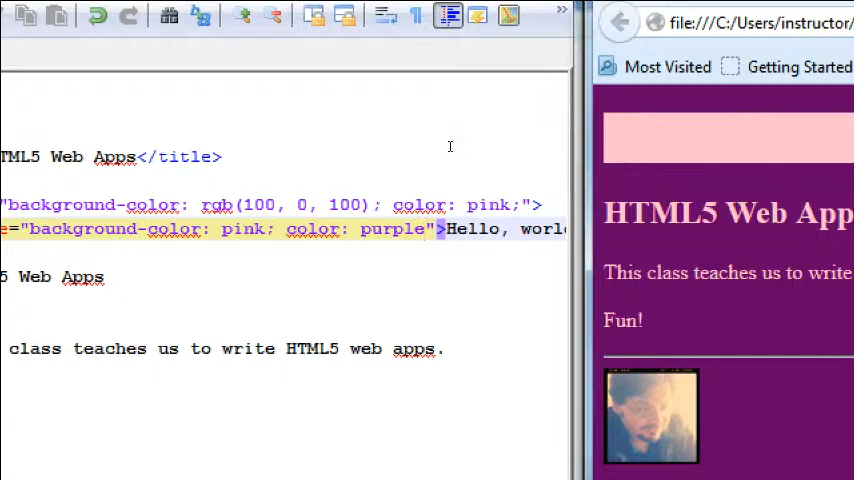 file:///C:/Users/instructor/
Most Visited Getting Started
TML5 Web Apps</title>
"background-color: rgb(100, 0, 100); color: pink;">
e="background-color: pink; color: purple">Hello, world
5 Web Apps
class teaches us to write HTML5 web apps.
HTML5 Web App
This class teaches us to write
Fun!